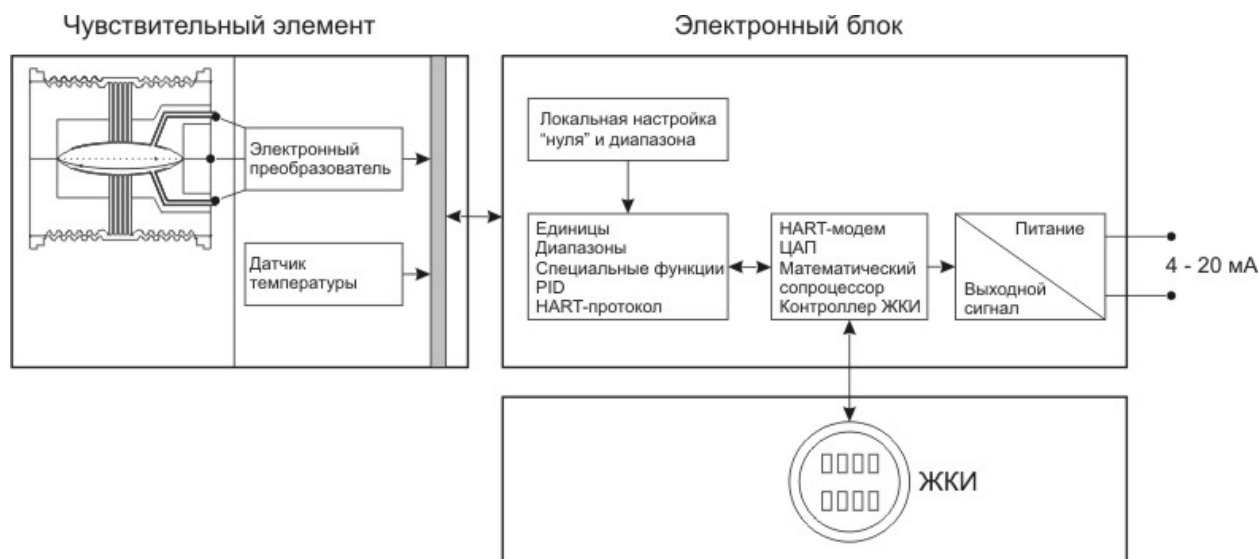 Чувствительный элемент
Электронный блок
Электронный
преобразователь
Датчик
температуры
Локальная настройка
“нуля” и диапазона
Единицы
Диапазоны
Специальные функции
PID
HART-протокол
HART-модем
ЦАП
Математический
сопроцессор
Контроллер ЖКИ
Питание
Выходной
сигнал
4 - 20 мА
ЖКИ